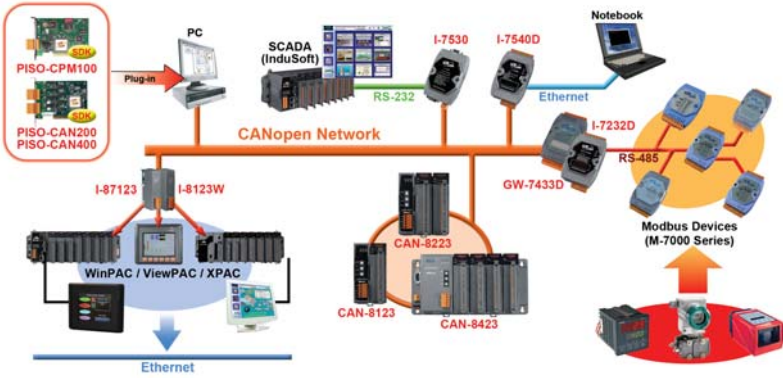 SDK
PISO-CPM100
SDK
PISO-CAN200
PISO-CAN400
Plug-in
PC
SCADA
(InduSoft)
RS-232
I-7530
I-7540D
Ethernet
Notebook
CANopen Network
I-7232D
RS-485
GW-7433D
Modbus Devices
(M-7000 Series)
I-87123
I-8123W
WinPAC / ViewPAC / XPAC
Ethernet
CAN-8223
CAN-8123
CAN-8423